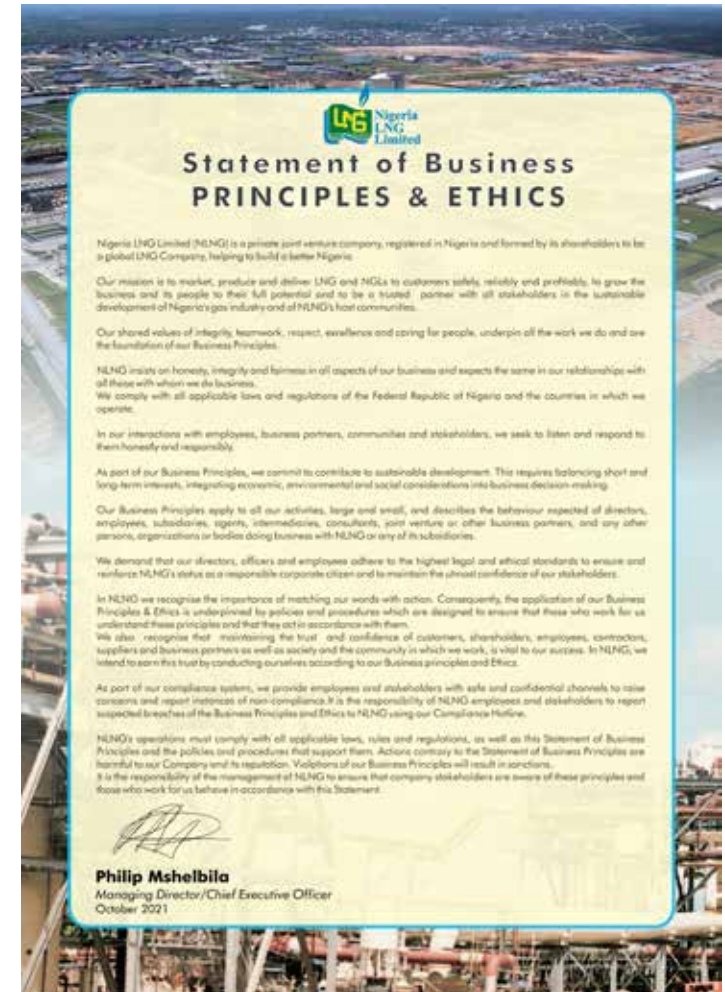 LNG
Nigeria
LNG
Limited
Statement of Business
PRINCIPLES & ETHICS
Nigeria LNG Limited (NLNG) is a private joint venture company, registered in Nigeria and formed by its shareholders to be
a global LNG Company, helping to build a better Nigeria
Our mission is to market, produce and deliver LNG and NGLs to customers safely, reliably and profitably, to grow the
business and its people to their full potential and to be a trusted partner with all stakeholders in the sustainable
development of Nigeria's gas industry and of NLNG's host communities.
Our shared values of integrity, teamwork, respect, excellence and caring for people, underpin all the work we do and are
the foundation of our Business Principles.
NLNG insists on honesty, integrity and fairness in all aspects of our business and expects the same in our relationships with
all those with whom we do business.
We comply with all applicable laws and regulations of the Federal Republic of Nigeria and the countries in which we
operate.
In our interactions with employees, business partners, communities and stakeholders, we seek to listen and respond to
them honestly and responsibly.
As part of our Business Principles, we commit to contribute to sustainable development. This requires balancing short and
long-term interests, integrating economic, environmental and social considerations into business decision-making.
Our Business Principles apply to all our activities, large and small, and describes the behaviour expected of directors,
employees, subsidiaries, agents, intermediaries, consultants, joint venture or other business partners, and any other
persons, organizations or bodies doing business with NLNG or any of its subsidiaries.
We demand that our directors, officers and employees adhere to the highest legal and ethical standards to ensure and
reinforce NLNG's status as a responsible corporate citizen and to maintain the utmost confidence of our stakeholders.
In NLNG we recognise the importance of matching our words with action. Consequently, the application of our Business
Principles & Ethics is underpinned by policies and procedures which are designed to ensure that those who work for us
understand these principles and that they act in accordance with them.
We also recognise that maintaining the trust and confidence of customers, shareholders, employees, contractors,
suppliers and business partners as well as society and the community in which we work, is vital to our success. In NLNG, we
intend to earn this trust by conducting ourselves according to our Business principles and Ethics.
As part of our compliance system, we provide employees and stakeholders with safe and confidential channels to raise
concerns and report instances of non-compliance.It is the responsibility of NLNG employees and stakeholders to report
suspected breaches of the Business Principles and Ethics to NLNG using our Compliance Hotline.
NLNG's operations must comply with all applicable laws, rules and regulations, as well as this Statement of Business
Principles and the policies and procedures that support them. Actions contrary to the Statement of Business Principles are
harmful to our Company and its reputation. Violations of our Business Principles will result in sanctions.
It is the responsibility of the management of NLNG to ensure that company stakeholders are aware of these principles and
those who work for us behave in accordance with this Statement
Philip Mshelbila
Managing Director/Chief Executive Officer
October 2021